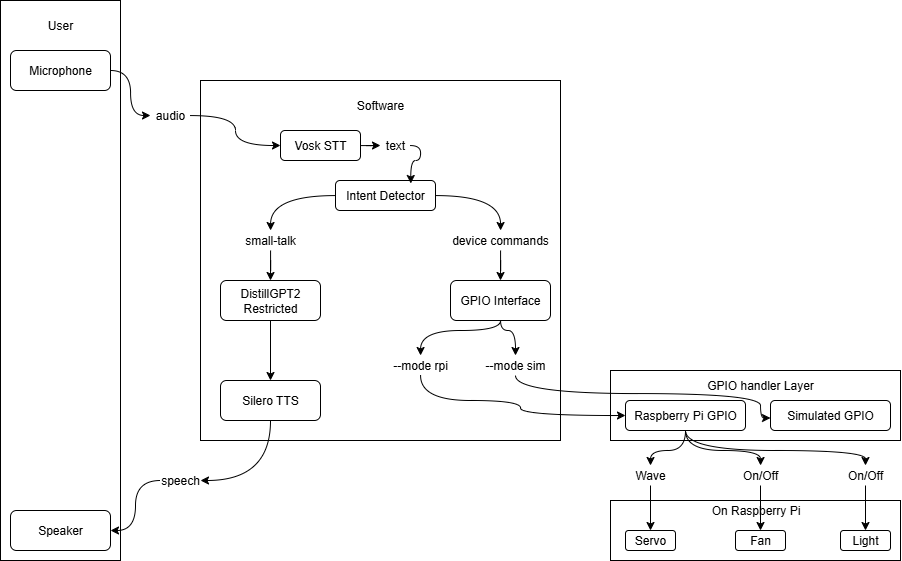 User
Microphone
audio
Software
Vosk STT
text
Intent Detector
small-talk
device commands
DistillGPT2
Restricted
GPIO Interface
--mode rpi
--mode sim
Silero TTS
GPIO handler Layer
Raspberry Pi GPIO
Simulated GPIO
speech
Wave
On/Off
On/Off
Speaker
On Raspberry Pi
Servo
Fan
Light